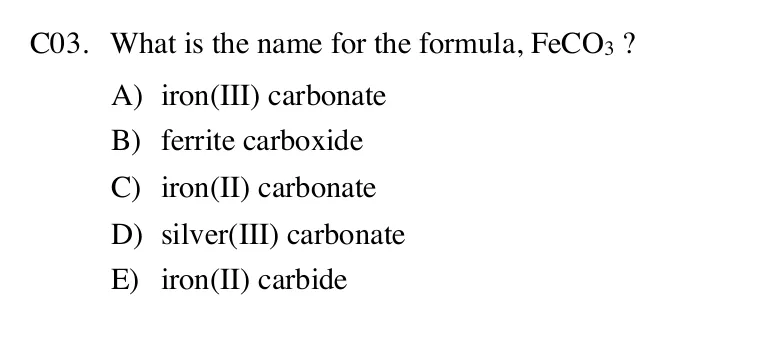 C03. What is the name for the formula, FeCO₃ ?
A) iron(III) carbonate
B) ferrite carboxide
C) iron(II) carbonate
D) silver(III) carbonate
E) iron(II) carbide